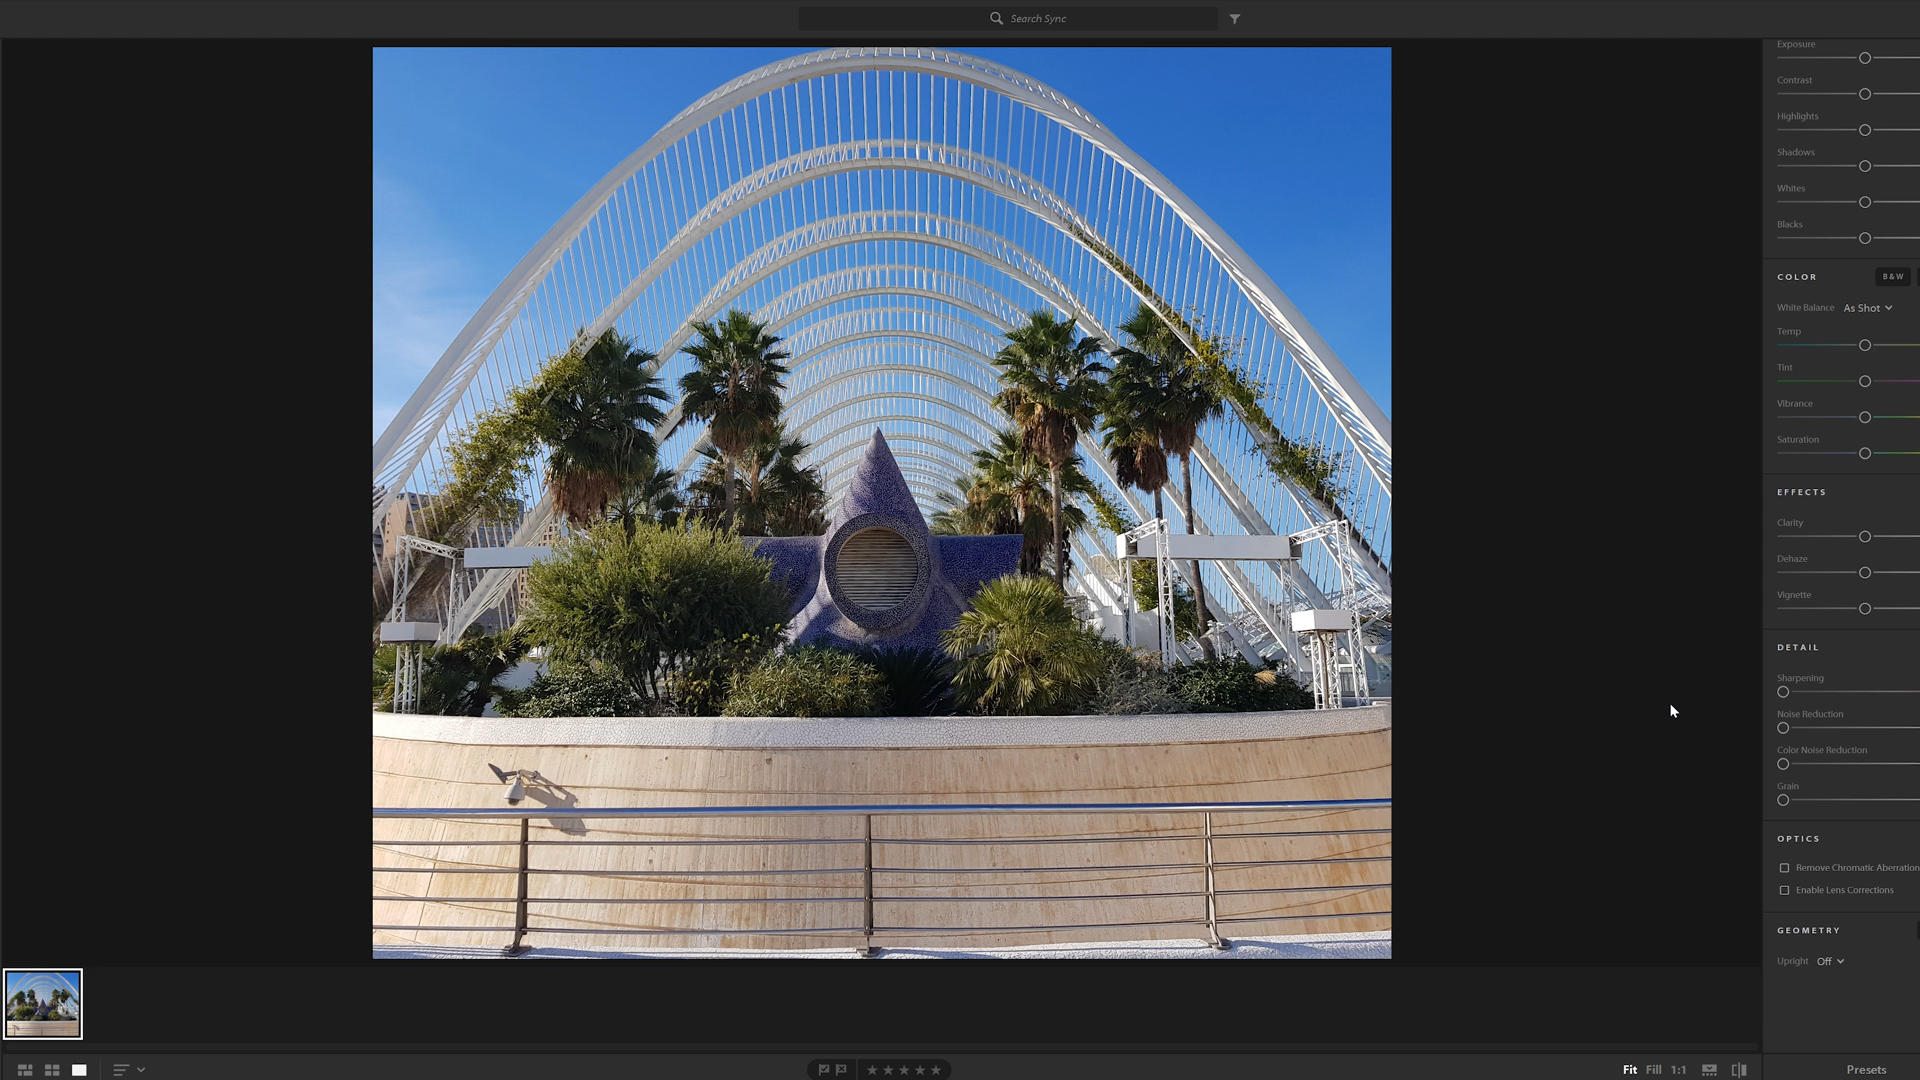 Search Sync
Exposure
Contrast
Highlights
Shadows
Whites
Blacks
COLOR B&W
White Balance As Shot
Temp
Tint
Vibrance
Saturation
EFFECTS
Clarity
Dehaze
Vignette
DETAIL
Sharpening
Noise Reduction
Color Noise Reduction
Grain
OPTICS
Remove Chromatic Aberration
Enable Lens Corrections
GEOMETRY
Upright Off
Fit Fill 1:1 Presets